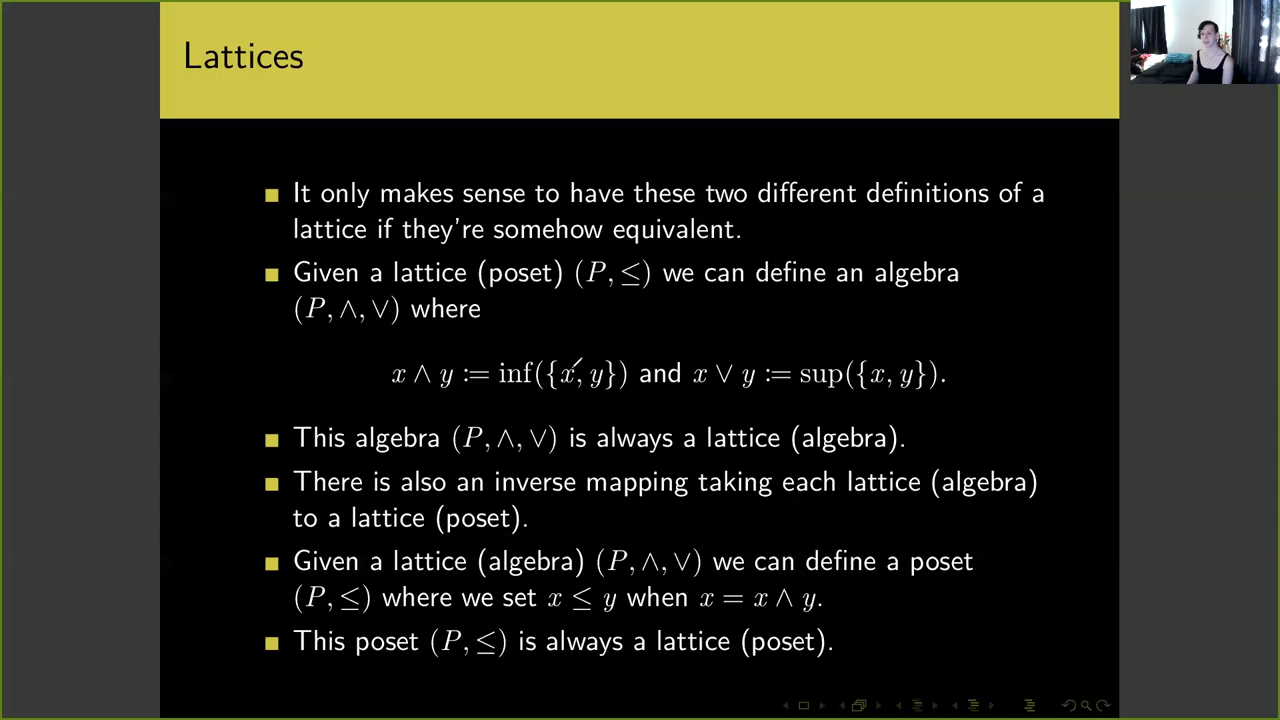 Lattices
■ It only makes sense to have these two different definitions of a
lattice if they're somehow equivalent.
■ Given a lattice (poset) (P, ≤) we can define an algebra
(P, ∧, ∨) where
x ∧ y := inf({x, y}) and x ∨ y := sup({x, y}).
■ This algebra (P, ∧, ∨) is always a lattice (algebra).
■ There is also an inverse mapping taking each lattice (algebra)
to a lattice (poset).
■ Given a lattice (algebra) (P, ∧, ∨) we can define a poset
(P, ≤) where we set x ≤ y when x = x ∧ y.
■ This poset (P, ≤) is always a lattice (poset).